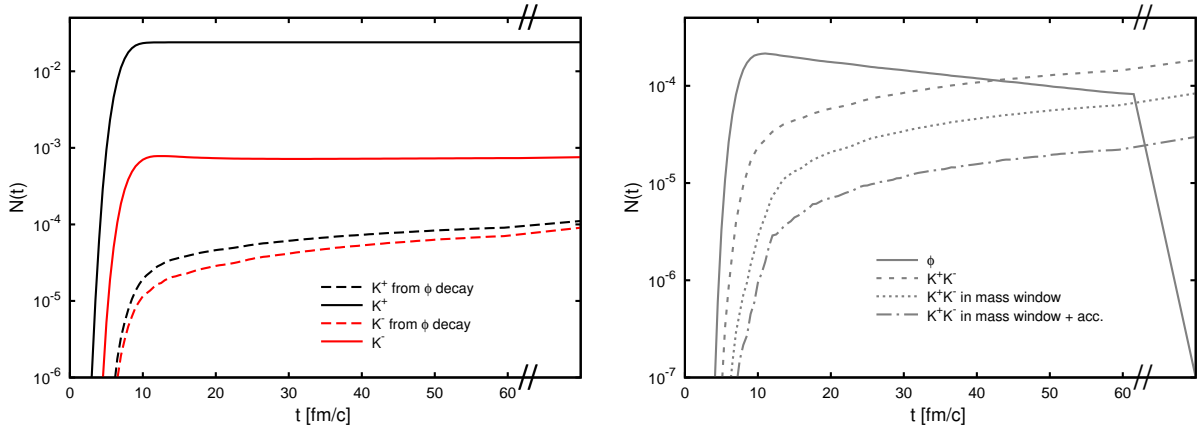 N(t)
10⁻²
10⁻³
10⁻⁴
10⁻⁵
10⁻⁶
0 10 20 30 40 50 60
t [fm/c]
K⁺ from ϕ decay
K⁺
K⁻ from ϕ decay
K⁻
N(t)
10⁻⁴
10⁻⁵
10⁻⁶
10⁻⁷
0 10 20 30 40 50 60
t [fm/c]
ϕ
K⁺K⁻
K⁺K⁻ in mass window
K⁺K⁻ in mass window + acc.